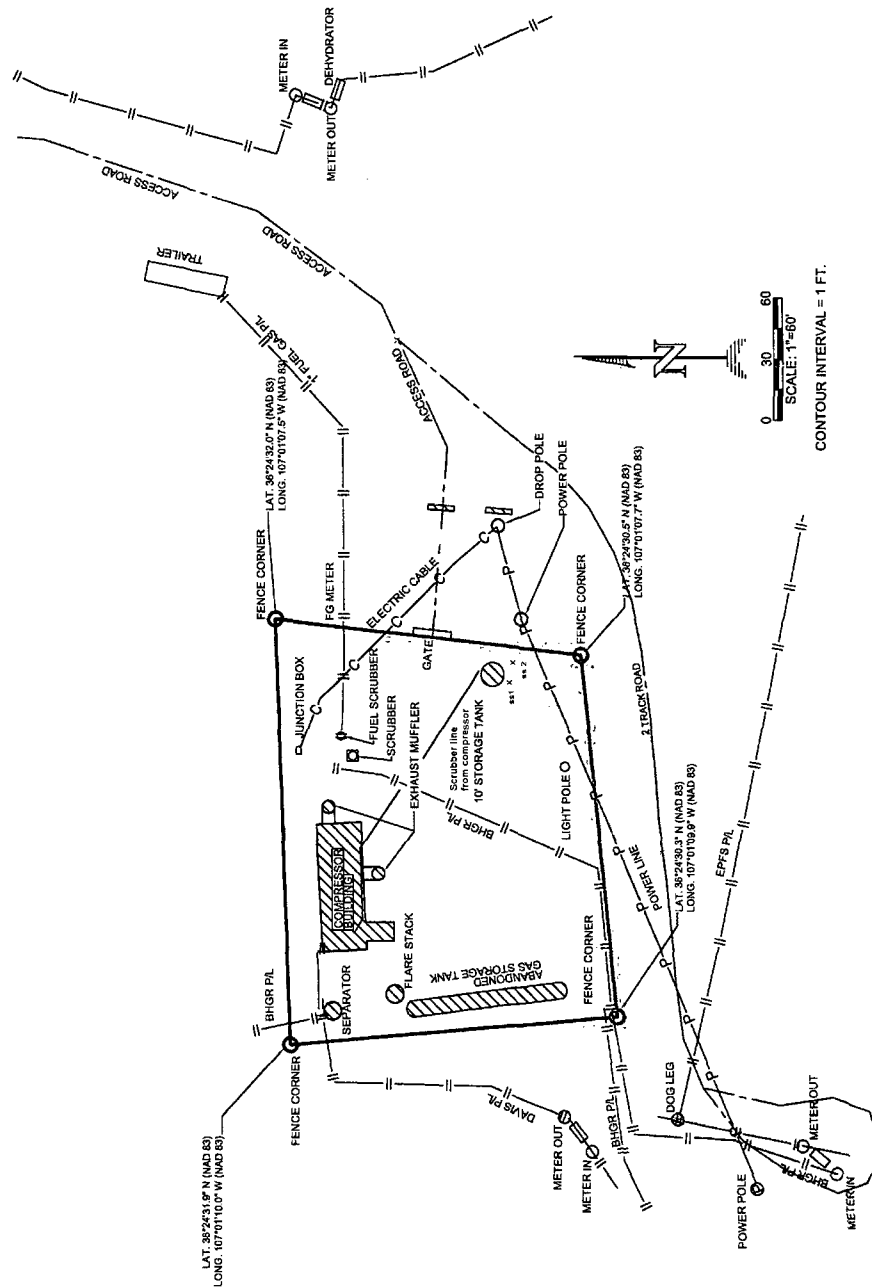 METER IN
METER OUT
DEHYDRATOR
ACCESS ROAD
ACCESS ROAD
ACCESS ROAD
TRAILER
1" FUEL GAS P/L
LAT. 36°24'32.0" N (NAD 83)
LONG. 107°01'07.5" W (NAD 83)
FENCE CORNER
FG METER
ELECTRIC CABLE
C
C
C
C
C
JUNCTION BOX
FUEL SCRUBBER
SCRUBBER
GATE
DROP POLE
POWER POLE
EXHAUST MUFFLER
COMPRESSOR
BUILDING
Scrubber line
from compressor
10' STORAGE TANK
ss 1 X
X ss 2
BHGR P/L
LIGHT POLE
FLARE STACK
SEPARATOR
BHGR P/L
ABANDONED
GAS STORAGE TANK
FENCE CORNER
LAT. 36°24'31.9" N (NAD 83)
LONG. 107°01'10.0" W (NAD 83)
FENCE CORNER
LAT. 36°24'30.5" N (NAD 83)
LONG. 107°01'07.7" W (NAD 83)
FENCE CORNER
LAT. 36°24'30.3" N (NAD 83)
LONG. 107°01'09.9" W (NAD 83)
P
P
P
P
P
P
P
P
P
P
POWER LINE
2 TRACK ROAD
EPFS P/L
DAVIS P/L
METER OUT
METER IN
BHGR P/L
DOG LEG
POWER POLE
BHGR P/L
METER OUT
METER IN
N
0 30 60
SCALE: 1"=60'
CONTOUR INTERVAL = 1 FT.